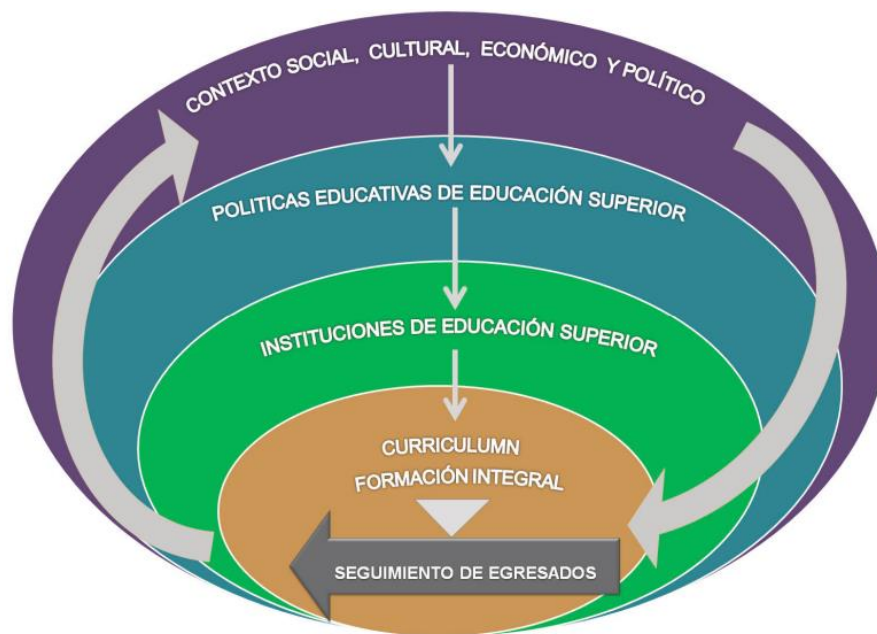 CONTEXTO SOCIAL, CULTURAL, ECONÓMICO Y POLÍTICO
POLITICAS EDUCATIVAS DE EDUCACIÓN SUPERIOR
INSTITUCIONES DE EDUCACIÓN SUPERIOR
CURRICULUMN
FORMACIÓN INTEGRAL
SEGUIMIENTO DE EGRESADOS